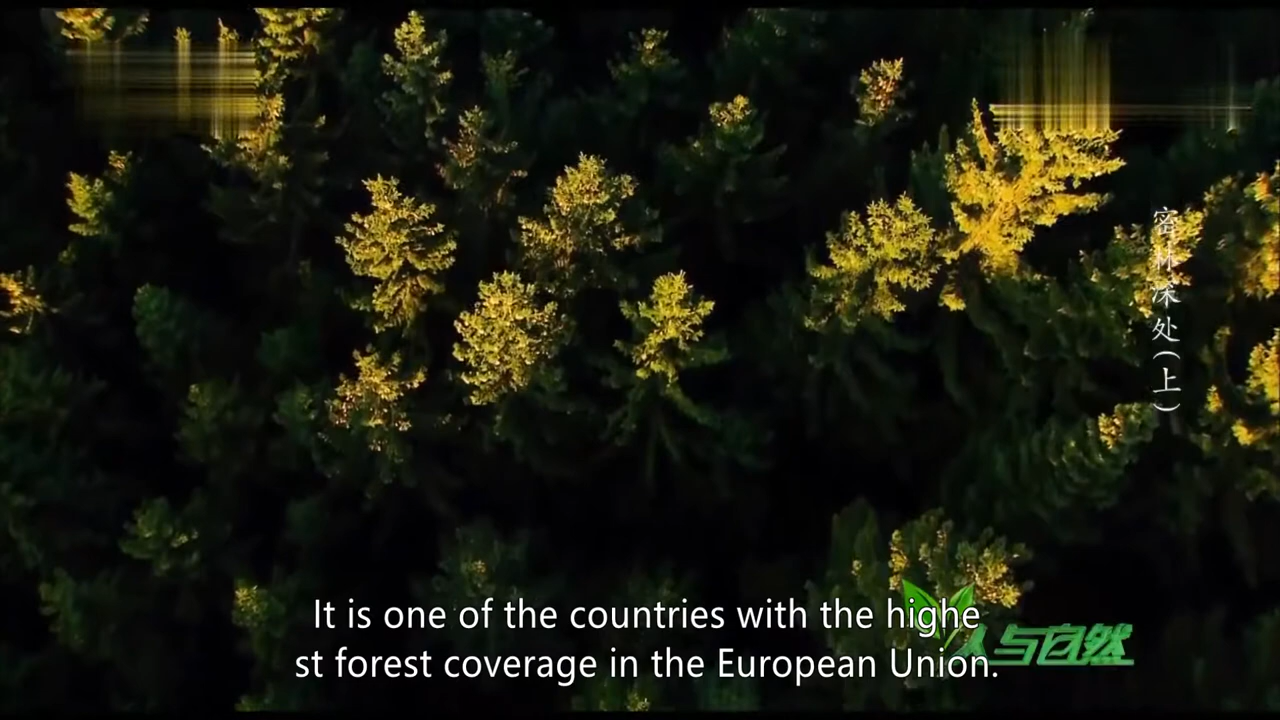 密林深处(上)
It is one of the countries with the highe
st forest coverage in the European Union.
人与自然